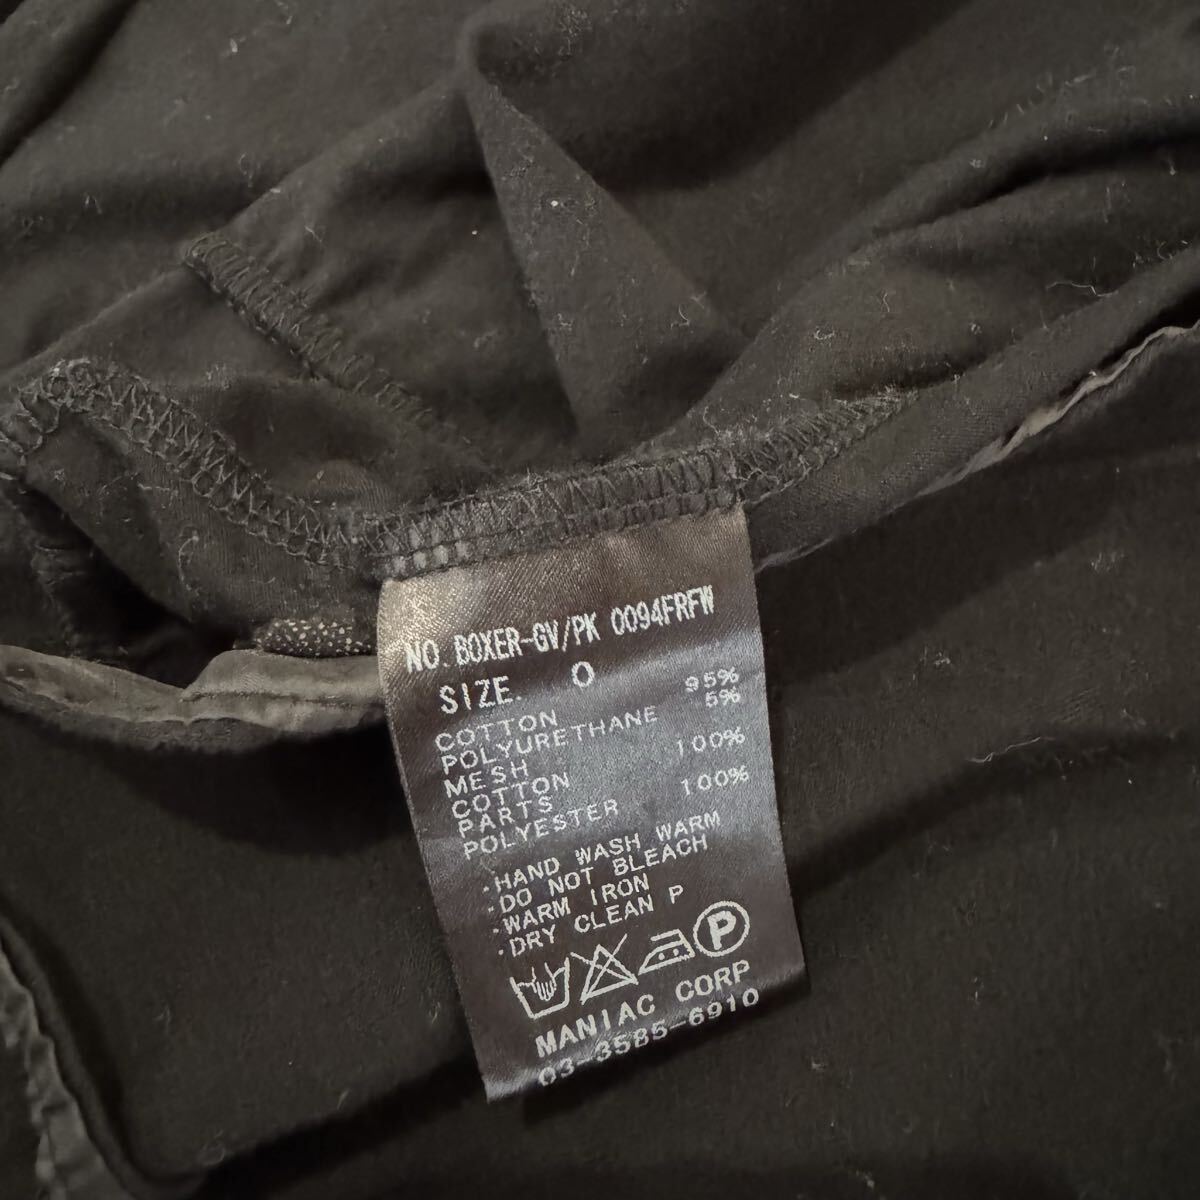 NO. BOXER-GV/PK 0094FRFW
SIZE. 0
COTTON 95%
POLYURETHANE 5%
MESH
COTTON 100%
PARTS
POLYESTER 100%
·HAND WASH WARM
·DO NOT BLEACH
·WARM IRON
·DRY CLEAN P
P
MANIAC CORP
03-3585-6910